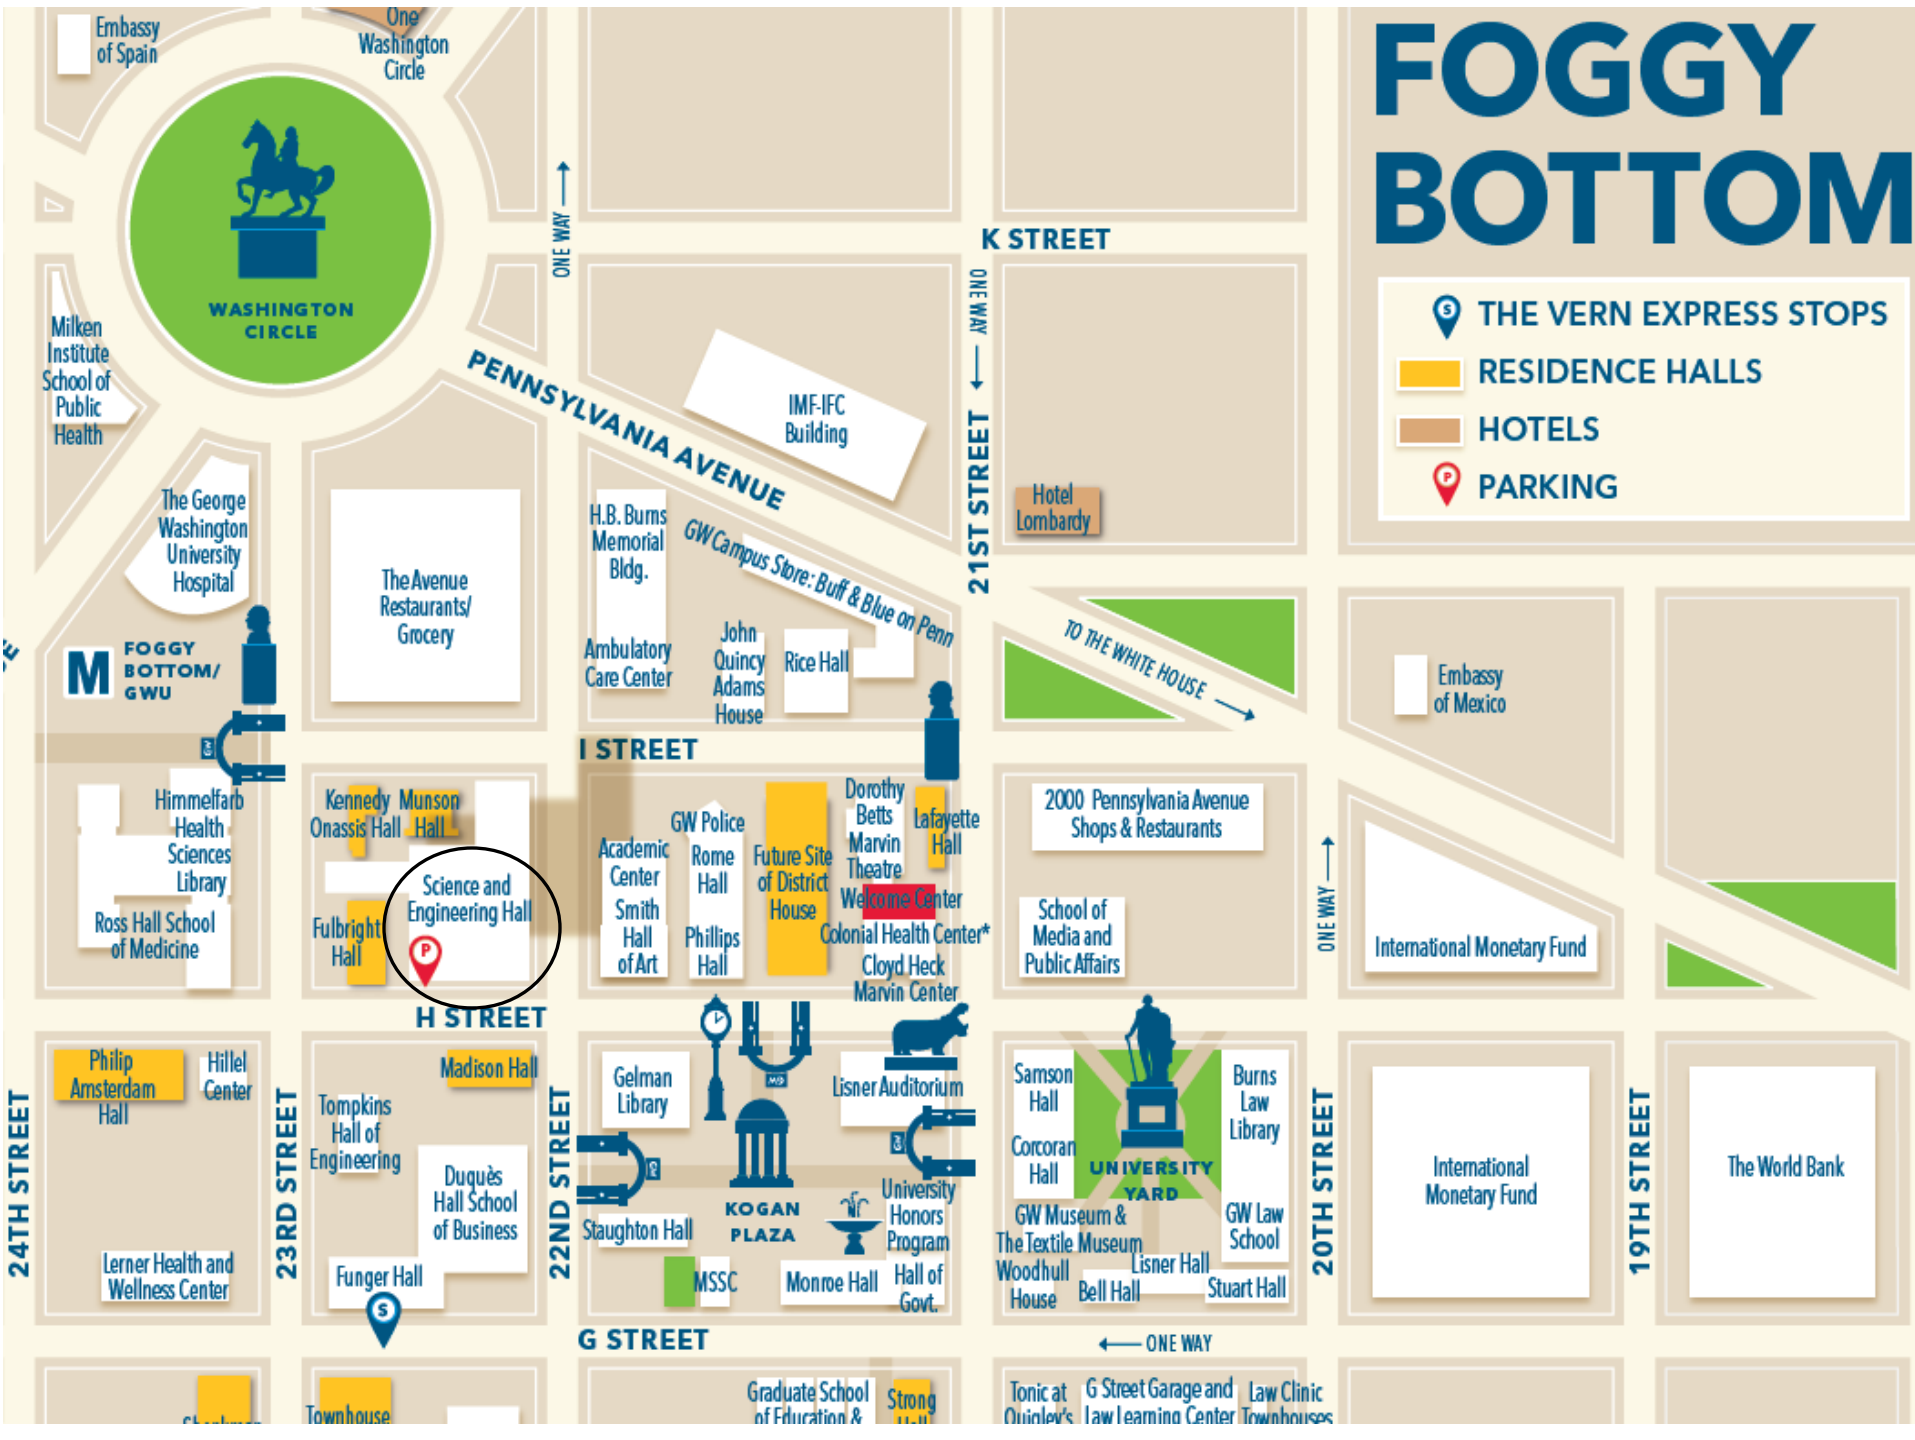 Embassy
of Spain
One
Washington
Circle
FOGGY
BOTTOM
WASHINGTON
CIRCLE
ONE WAY
K STREET
ONE WAY
THE VERN EXPRESS STOPS
RESIDENCE HALLS
HOTELS
PARKING
S
P
Milken
Institute
School of
Public
Health
PENNSYLVANIA AVENUE
IMF-IFC
Building
21ST STREET
Hotel
Lombardy
The George
Washington
University
Hospital
The Avenue
Restaurants/
Grocery
H.B. Burns
Memorial
Bldg.
GW Campus Store: Buff & Blue on Penn
Ambulatory
Care Center
John
Quincy
Adams
House
Rice Hall
TO THE WHITE HOUSE
Embassy
of Mexico
M
FOGGY
BOTTOM/
GWU
I STREET
Himmelfarb
Health
Sciences
Library
Ross Hall School
of Medicine
Kennedy
Onassis Hall
Munson
Hall
Science and
Engineering Hall
P
Fulbright
Hall
Academic
Center
Smith
Hall
of Art
GW Police
Rome
Hall
Phillips
Hall
Future Site
of District
House
Dorothy
Betts
Marvin
Theatre
Lafayette
Hall
Welcome Center
Colonial Health Center*
Cloyd Heck
Marvin Center
2000 Pennsylvania Avenue
Shops & Restaurants
School of
Media and
Public Affairs
ONE WAY
International Monetary Fund
H STREET
Philip
Amsterdam
Hall
Hillel
Center
Madison Hall
Tompkins
Hall of
Engineering
Duquès
Hall School
of Business
Gelman
Library
Lisner Auditorium
Samson
Hall
Corcoran
Hall
Burns
Law
Library
UNIVERSITY
YARD
24TH STREET
23RD STREET
22ND STREET
20TH STREET
19TH STREET
International
Monetary Fund
The World Bank
KOGAN
PLAZA
University
Honors
Program
Staughton Hall
GW Museum &
The Textile Museum
GW Law
School
Woodhull
House
Lisner Hall
Bell Hall
Stuart Hall
Lerner Health and
Wellness Center
Funger Hall
S
MSSC
Monroe Hall
Hall of
Govt.
G STREET
ONE WAY
Shenkman
Townhouse
Graduate School
of Education &
Strong
Hall
Tonic at
Quigley's
G Street Garage and
Law Learning Center
Law Clinic
Townhouses